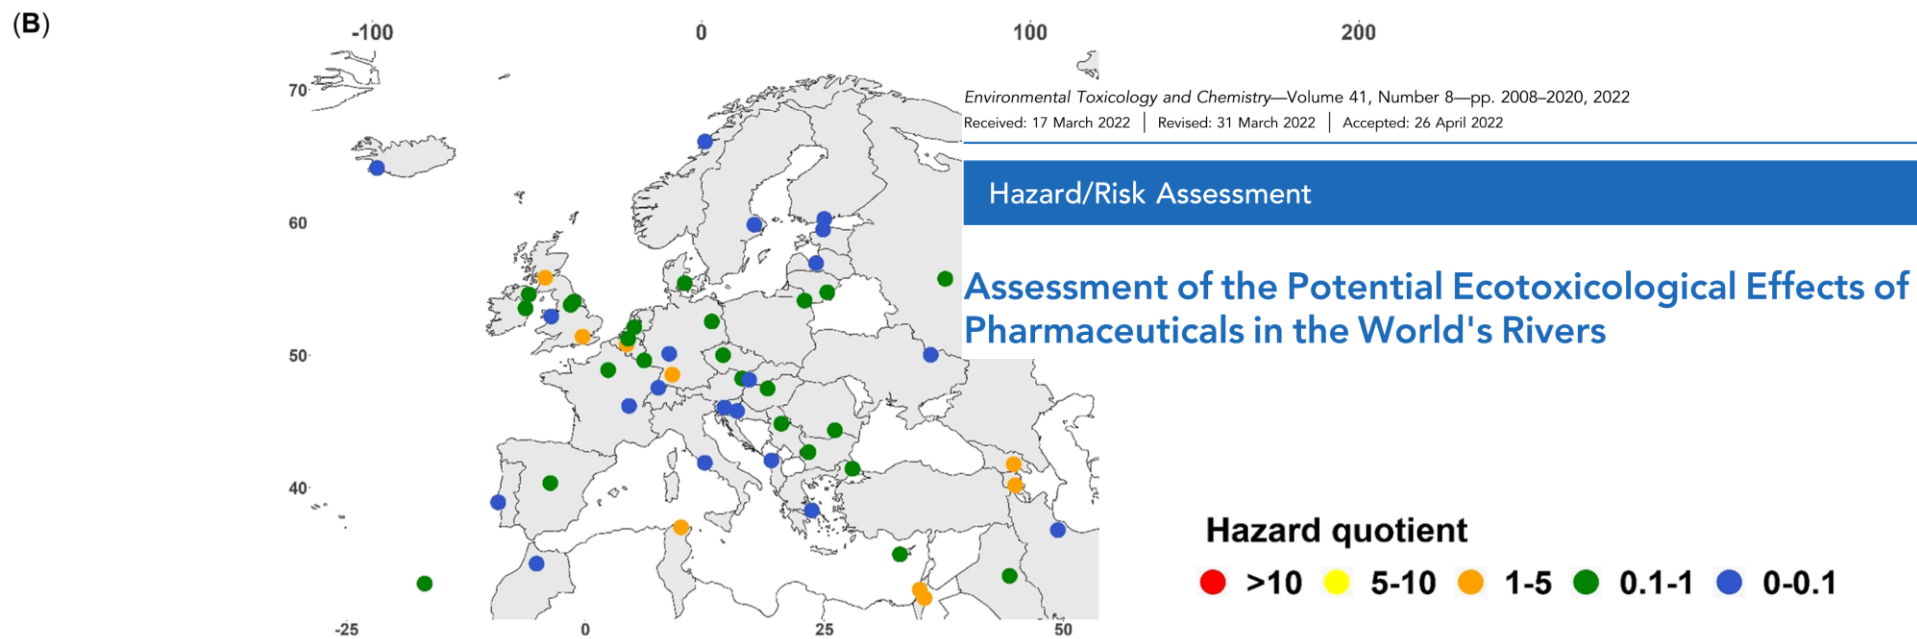 (B)
-100 0 100 200
70
Environmental Toxicology and Chemistry—Volume 41, Number 8—pp. 2008–2020, 2022
Received: 17 March 2022 | Revised: 31 March 2022 | Accepted: 26 April 2022
Hazard/Risk Assessment
60
Assessment of the Potential Ecotoxicological Effects of
Pharmaceuticals in the World's Rivers
50
40
Hazard quotient
>10 5-10 1-5 0.1-1 0-0.1
-25 0 25 50